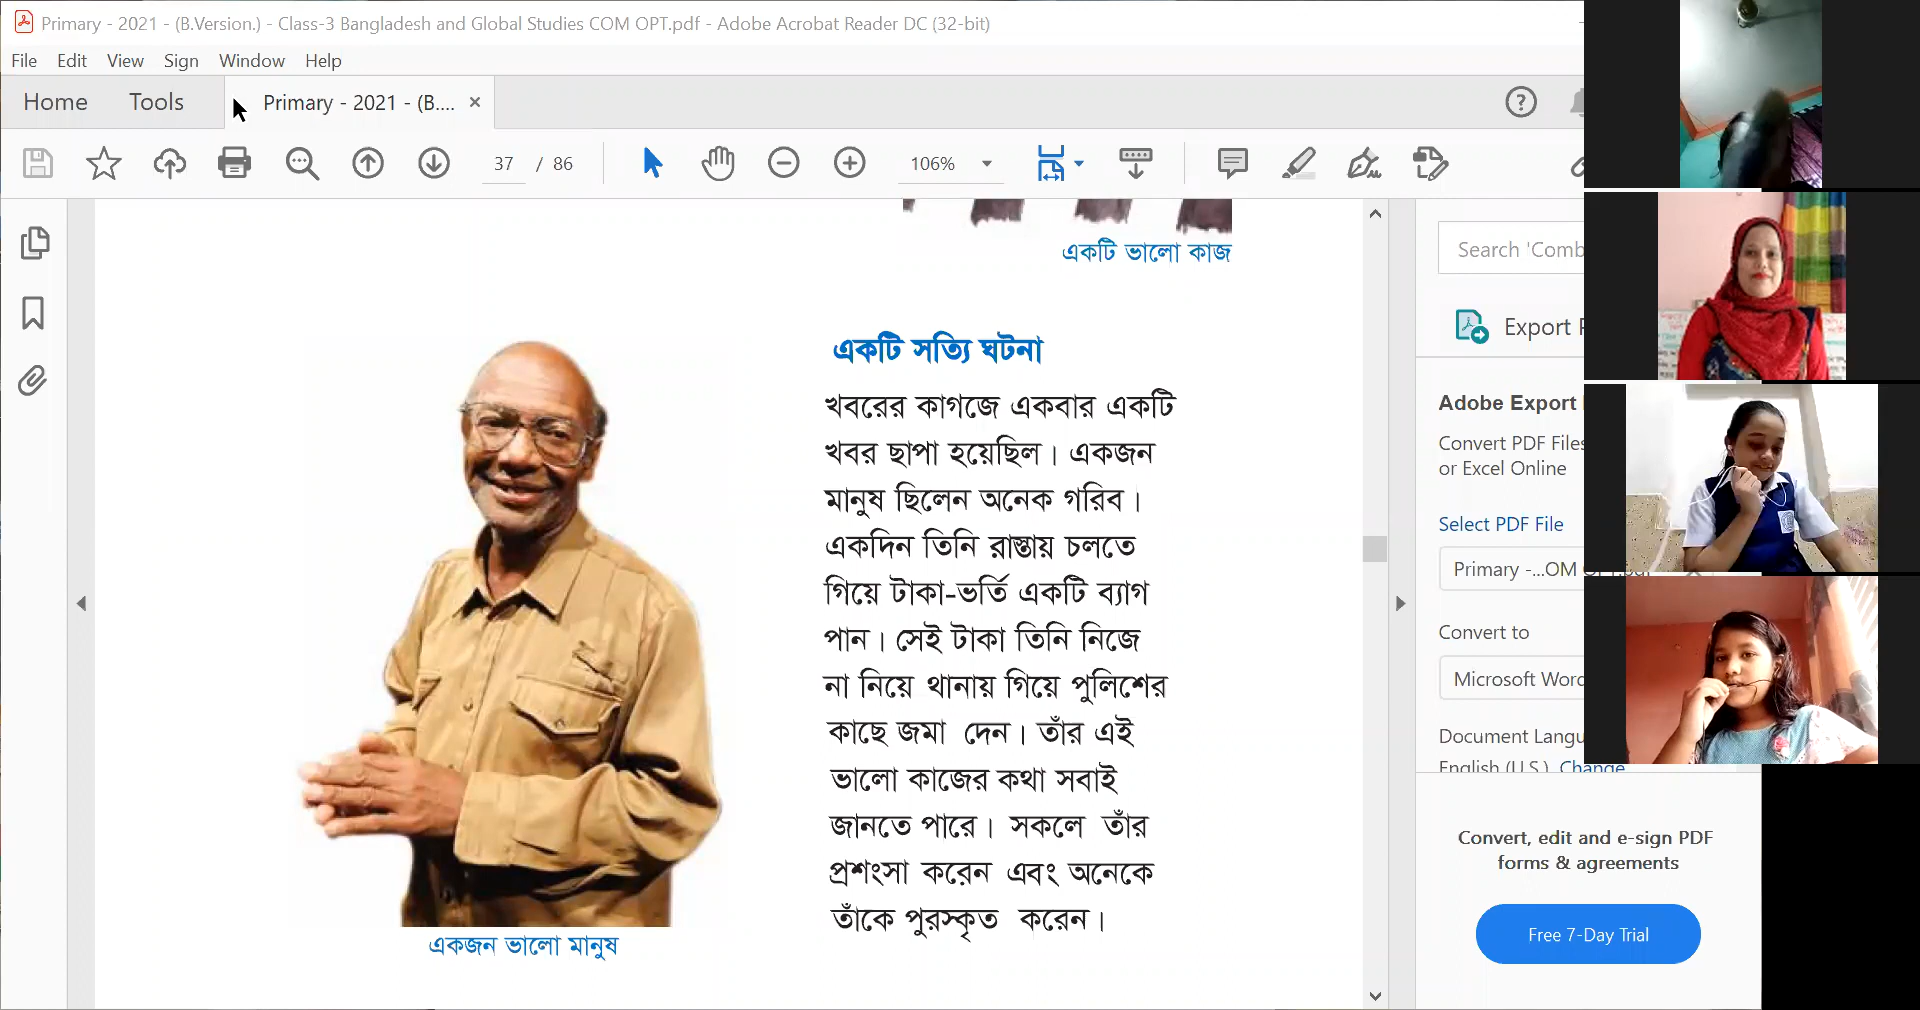 Primary - 2021 - (B.Version.) - Class-3 Bangladesh and Global Studies COM OPT.pdf - Adobe Acrobat Reader DC (32-bit)
File Edit View Sign Window Help
Home Tools Primary - 2021 - (B.... ×
37 / 86 106%
একটি ভালো কাজ
একটি সত্যি ঘটনা
খবরের কাগজে একবার একটি
খবর ছাপা হয়েছিল। একজন
মানুষ ছিলেন অনেক গরিব।
একদিন তিনি রাস্তায় চলতে
গিয়ে টাকা-ভর্তি একটি ব্যাগ
পান। সেই টাকা তিনি নিজে
না নিয়ে থানায় গিয়ে পুলিশের
কাছে জমা দেন। তাঁর এই
ভালো কাজের কথা সবাই
জানতে পারে। সকলে তাঁর
প্রশংসা করেন এবং অনেকে
তাঁকে পুরস্কৃত করেন।
একজন ভালো মানুষ
Search 'Comb
Export
Adobe Export
Convert PDF Files
or Excel Online
Select PDF File
Primary -...OM OPT.pdf
Convert to
Microsoft Word
Document Langu
English (U.S.) Change
Convert, edit and e-sign PDF
forms & agreements
Free 7-Day Trial